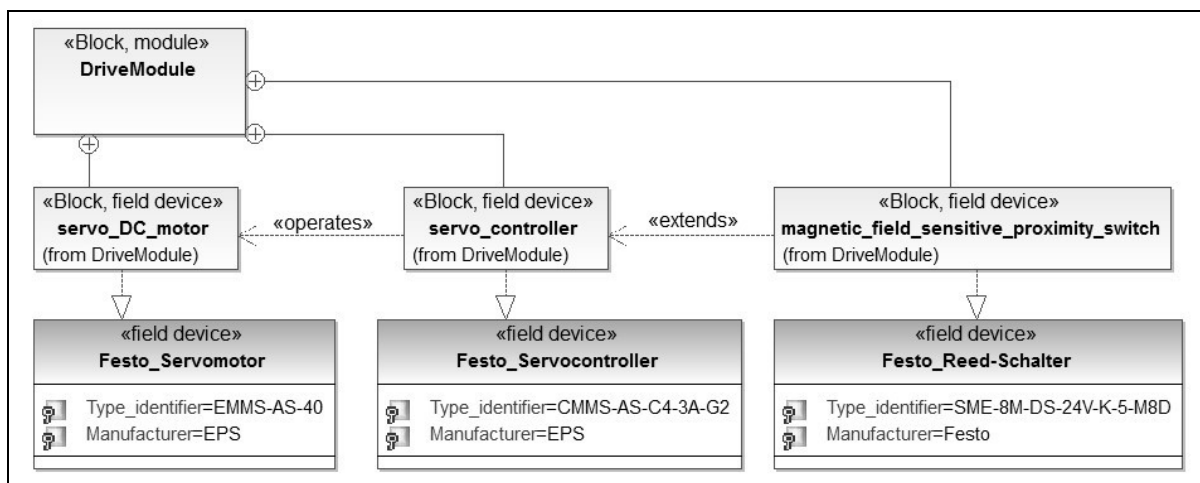 «Block, module»
DriveModule
«Block, field device»
servo_DC_motor
(from DriveModule)
«operates»
«Block, field device»
servo_controller
(from DriveModule)
«extends»
«Block, field device»
magnetic_field_sensitive_proximity_switch
(from DriveModule)
«field device»
Festo_Servomotor
Type_identifier=EMMS-AS-40
Manufacturer=EPS
«field device»
Festo_Servocontroller
Type_identifier=CMMS-AS-C4-3A-G2
Manufacturer=EPS
«field device»
Festo_Reed-Schalter
Type_identifier=SME-8M-DS-24V-K-5-M8D
Manufacturer=Festo